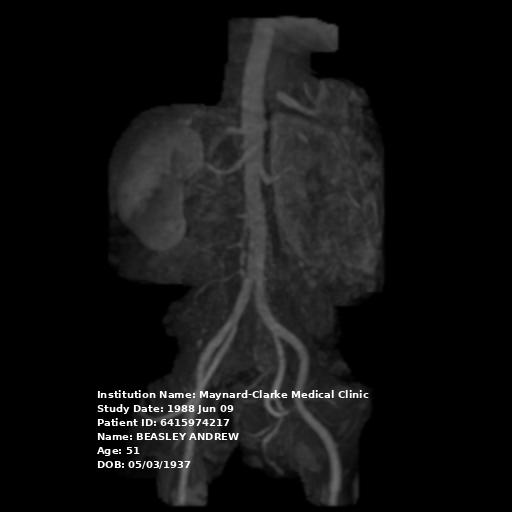 Institution Name: Maynard-Clarke Medical Clinic
Study Date: 1988 Jun 09
Patient ID: 6415974217
Name: BEASLEY ANDREW
Age: 51
DOB: 05/03/1937